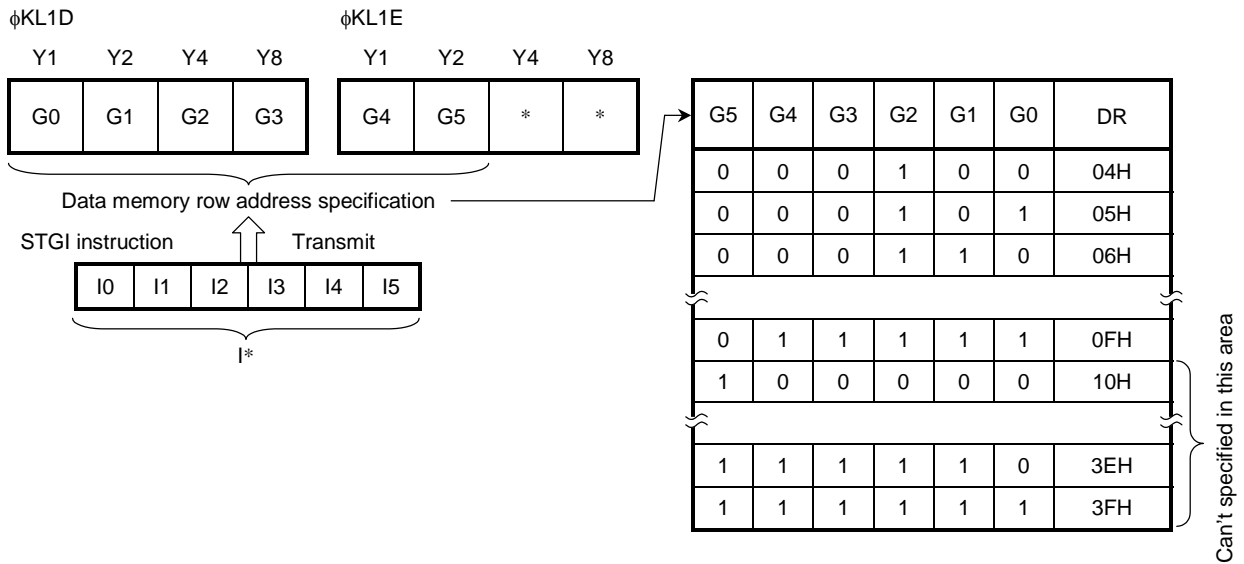 ϕKL1D
Y1 Y2 Y4 Y8
G0 G1 G2 G3
ϕKL1E
Y1 Y2 Y4 Y8
G4 G5 * *
Data memory row address specification
STGI instruction
Transmit
I0 I1 I2 I3 I4 I5
I*
G5 G4 G3 G2 G1 G0 DR
0 0 0 1 0 0 04H
0 0 0 1 0 1 05H
0 0 0 1 1 0 06H
0 1 1 1 1 1 0FH
1 0 0 0 0 0 10H
1 1 1 1 1 0 3EH
1 1 1 1 1 1 3FH
Can't specified in this area